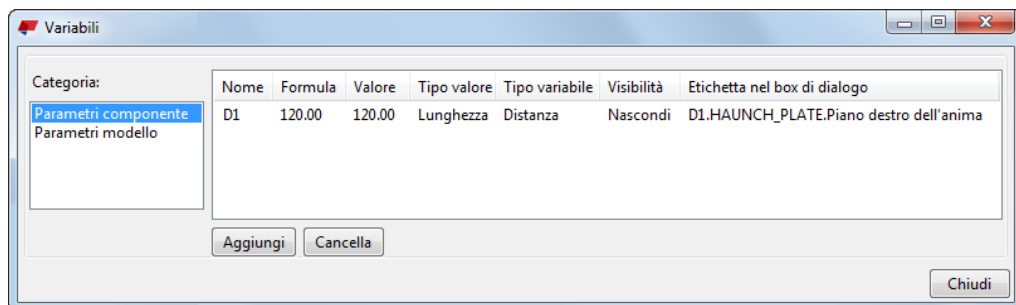 Variabili
Categoria:
Parametri componente
Parametri modello
Nome Formula Valore Tipo valore Tipo variabile Visibilità Etichetta nel box di dialogo
D1 120.00 120.00 Lunghezza Distanza Nascondi D1.HAUNCH_PLATE.Piano destro dell'anima
Aggiungi Cancella
Chiudi